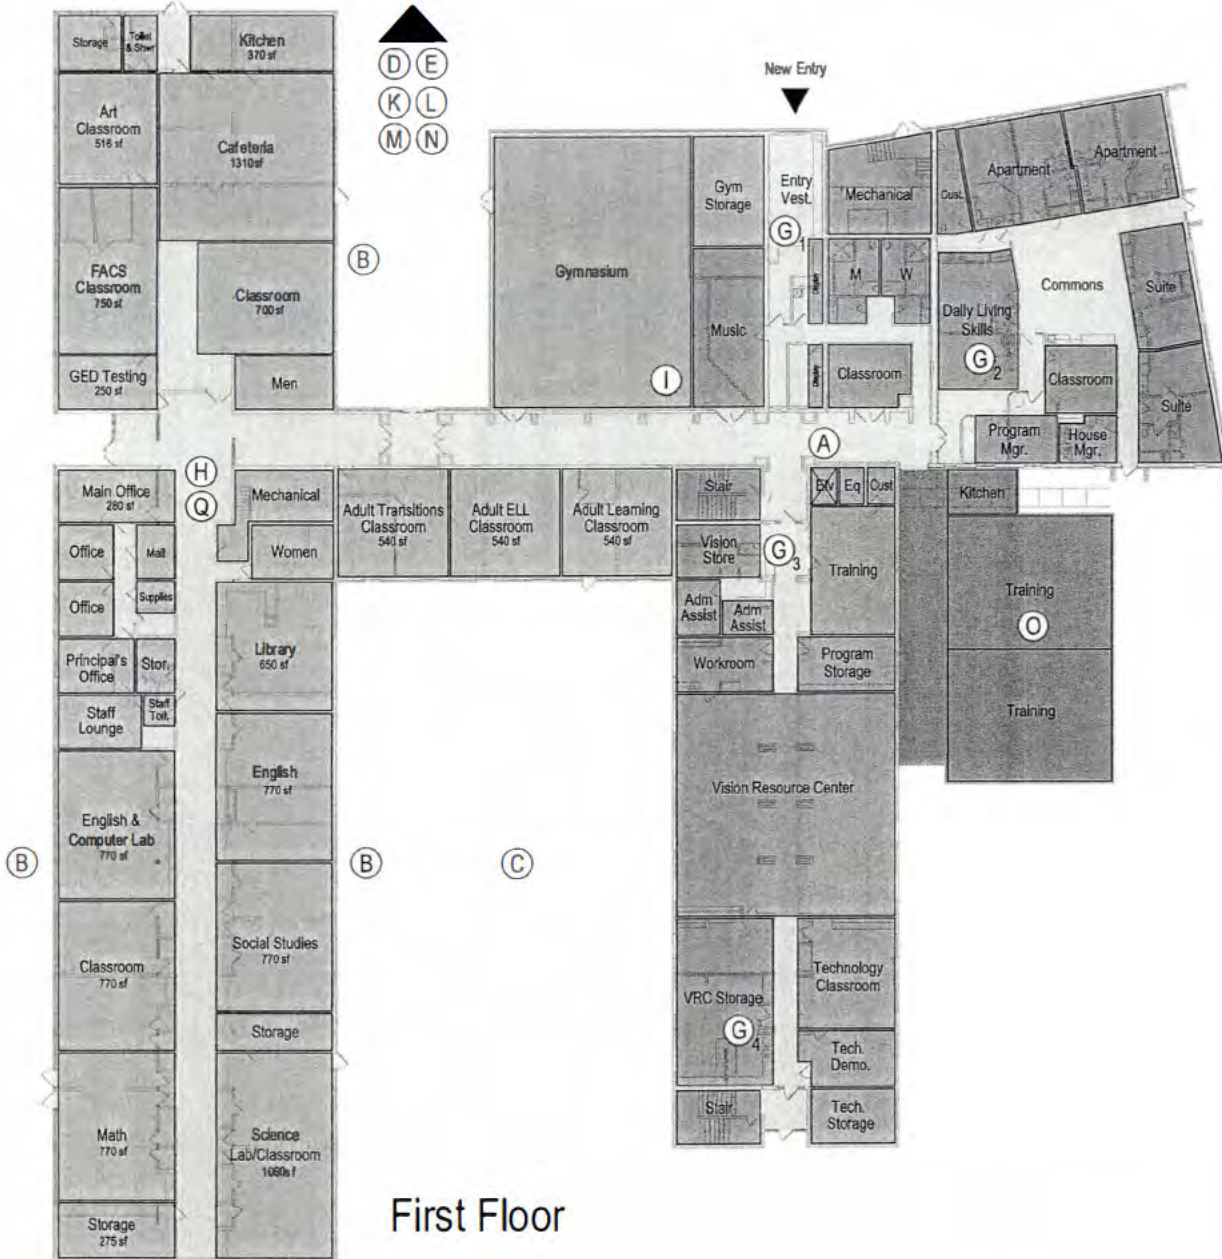 Storage
Toilet
& Shwr
Kitchen
370 sf
D E
K L
M N
New Entry
Art
Classroom
516 sf
Cafeteria
1310 sf
Gym
Storage
Entry
Vest.
Mechanical
Cust.
Apartment
Apartment
G
1
B
FACS
Classroom
750 sf
Classroom
700 sf
Gymnasium
Music
Display
M
W
Daily Living
Skills
G
2
Commons
Suite
GED Testing
250 sf
Men
I
Display
Classroom
Classroom
Suite
Program
Mgr.
House
Mgr.
A
H
Q
Main Office
280 sf
Mechanical
Adult Transitions
Classroom
540 sf
Adult ELL
Classroom
540 sf
Adult Learning
Classroom
540 sf
Stair
Elv
Eq
Cust
Kitchen
Office
Mail
Women
Vision
Store
G
3
Training
Training
O
Office
Supplies
Adm
Assist
Adm
Assist
Principal's
Office
Stor.
Library
650 sf
Workroom
Program
Storage
Staff
Lounge
Staff
Toil.
Training
English
770 sf
Vision Resource Center
English &
Computer Lab
770 sf
B
B
C
Classroom
770 sf
Social Studies
770 sf
VRC Storage
G
4
Technology
Classroom
Storage
Tech.
Demo.
Math
770 sf
Science
Lab/Classroom
1080 sf
Stair
Tech.
Storage
Storage
275 sf
First Floor